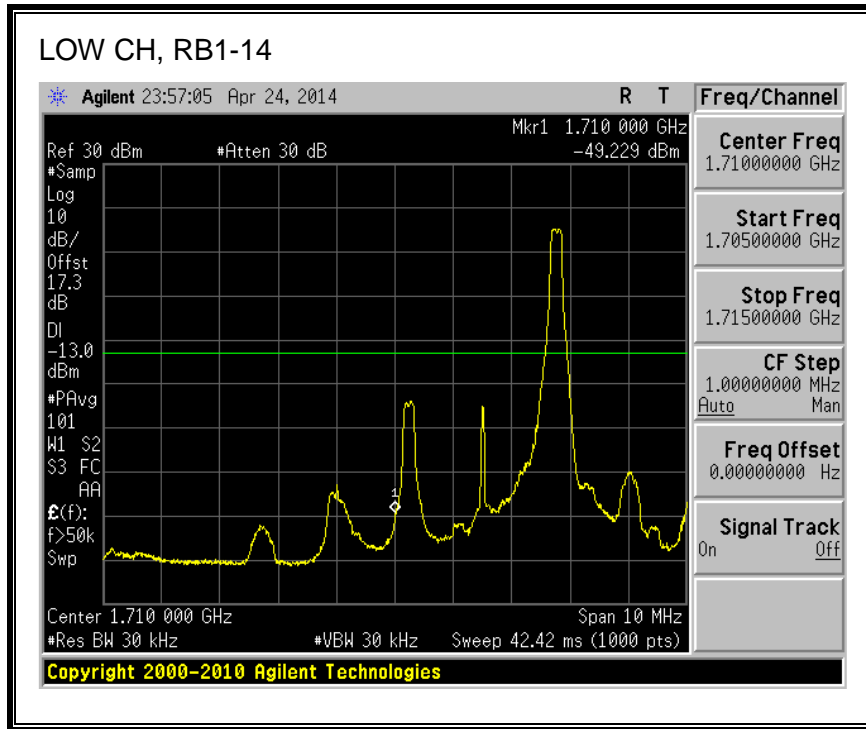 LOW CH, RB1-14
Agilent 23:57:05 Apr 24, 2014 R T
Mkr1 1.710 000 GHz
Ref 30 dBm #Atten 30 dB -49.229 dBm
#Samp
Log
10
dB/
Offst
17.3
dB
DI
-13.0
dBm
#PAvg
101
W1 S2
S3 FC
AA
£(f):
f>50k
Swp
1
Center 1.710 000 GHz Span 10 MHz
#Res BW 30 kHz #VBW 30 kHz Sweep 42.42 ms (1000 pts)
Freq/Channel
Center Freq
1.71000000 GHz
Start Freq
1.70500000 GHz
Stop Freq
1.71500000 GHz
CF Step
1.00000000 MHz
Auto Man
Freq Offset
0.00000000 Hz
Signal Track
On Off
Copyright 2000-2010 Agilent Technologies